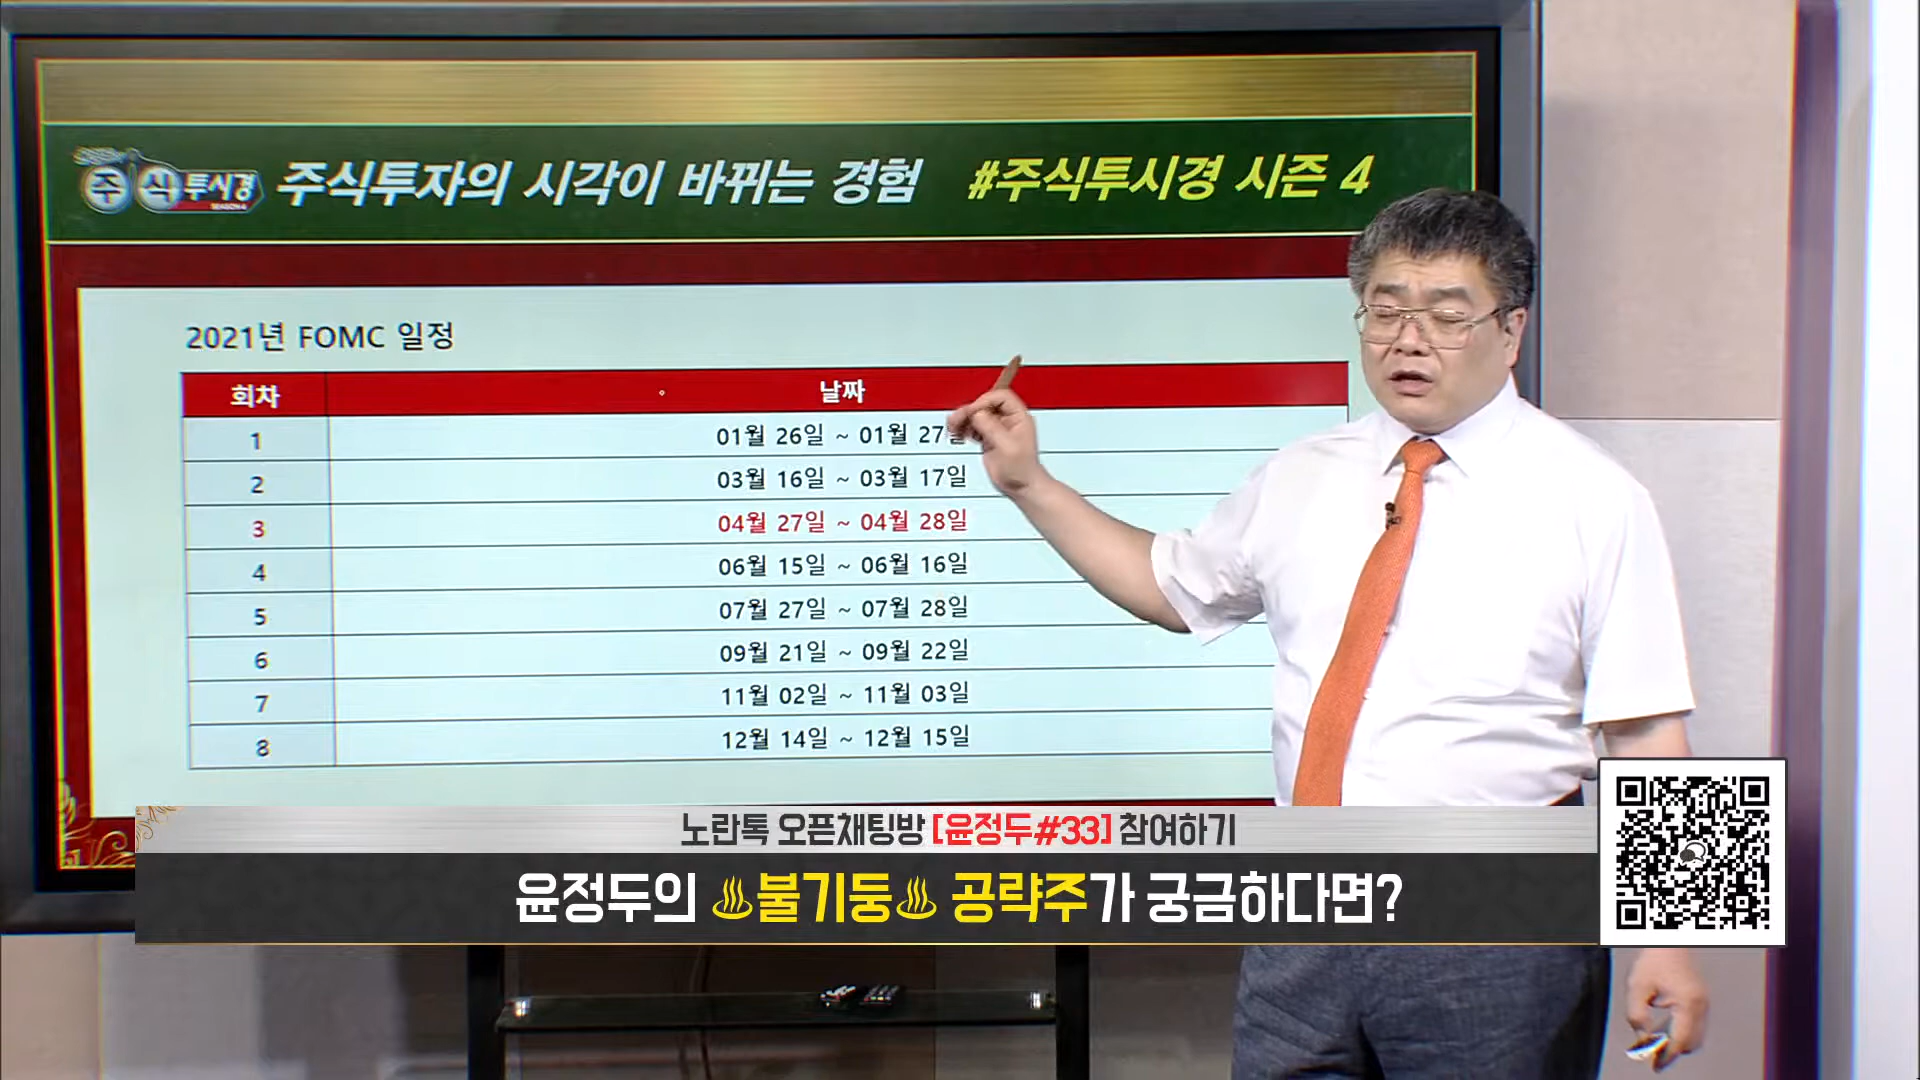 주식투시경 주식투자의 시각이 바뀌는 경험 #주식투시경 시즌 4
SEASON 4
2021년 FOMC 일정
회차 날짜
1 01월 26일 ~ 01월 27일
2 03월 16일 ~ 03월 17일
3 04월 27일 ~ 04월 28일
4 06월 15일 ~ 06월 16일
5 07월 27일 ~ 07월 28일
6 09월 21일 ~ 09월 22일
7 11월 02일 ~ 11월 03일
8 12월 14일 ~ 12월 15일
노란톡 오픈채팅방 [윤정두#33] 참여하기
윤정두의 ♨불기둥♨ 공략주가 궁금하다면?